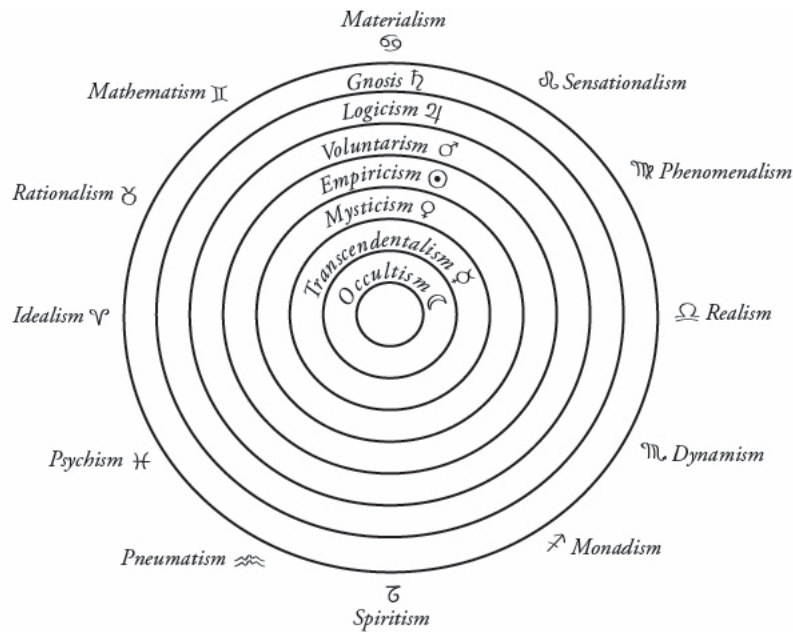 Materialism
♋
Mathematism ♊
♌ Sensationalism
Gnosis ♄
Logicism ♃
Voluntarism ♂
Empiricism ☉
Mysticism ♀
Transcendentalism ☿
Occultism ☾
Rationalism ♉
♍ Phenomenalism
Idealism ♈
♎ Realism
Psychism ♓
♏ Dynamism
Pneumatism ♒
♐ Monadism
♑
Spiritism